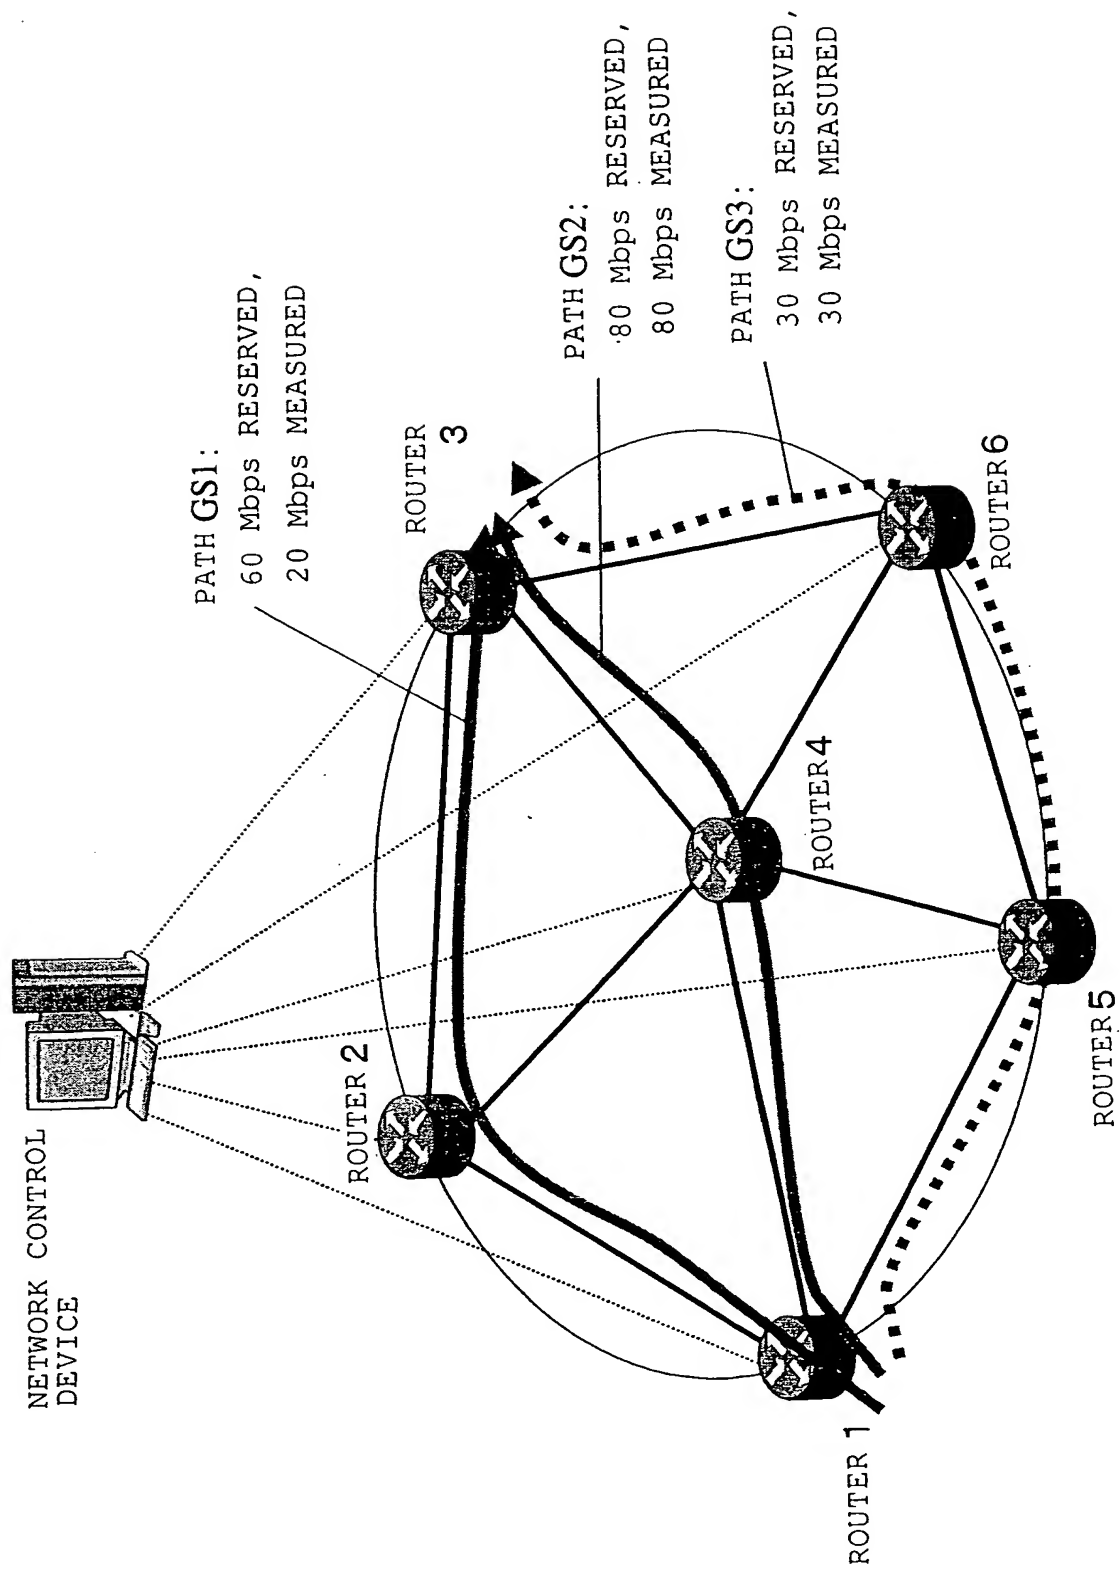 NETWORK CONTROL
DEVICE
PATH GS1:
60 Mbps RESERVED,
20 Mbps MEASURED
ROUTER 2
ROUTER
3
PATH GS2:
80 Mbps RESERVED,
80 Mbps MEASURED
PATH GS3:
30 Mbps RESERVED,
30 Mbps MEASURED
ROUTER4
ROUTER 1
ROUTER5
ROUTER6